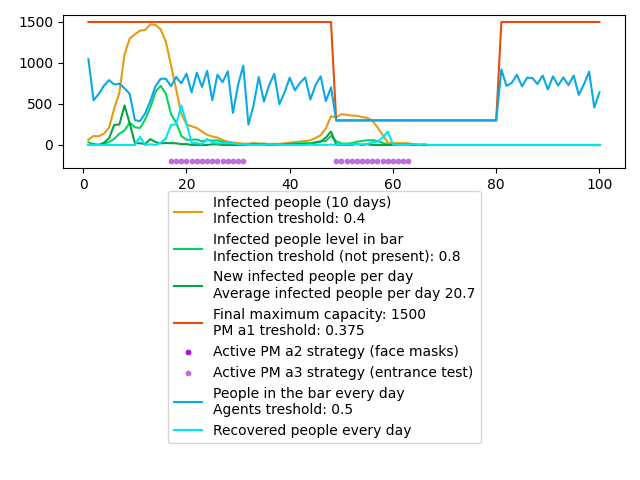 1500
1000
500
0
0 20 40 60 80 100
Infected people (10 days)
Infection treshold: 0.4
Infected people level in bar
Infection treshold (not present): 0.8
New infected people per day
Average infected people per day 20.7
Final maximum capacity: 1500
PM a1 treshold: 0.375
Active PM a2 strategy (face masks)
Active PM a3 strategy (entrance test)
People in the bar every day
Agents treshold: 0.5
Recovered people every day